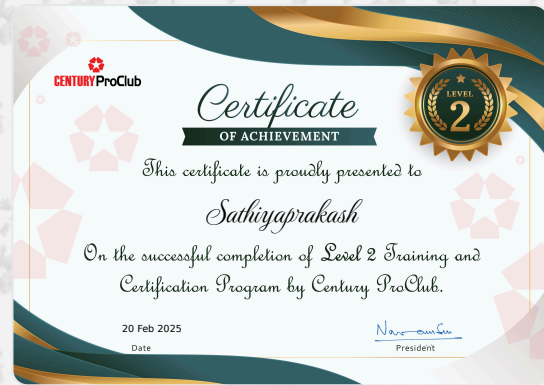 CENTURY ProClub
Certificate
OF ACHIEVEMENT
LEVEL
2
This certificate is proudly presented to
Sathiyaprakash
On the successful completion of Level 2 Training and
Certification Program by Century ProClub.
20 Feb 2025
Date
President